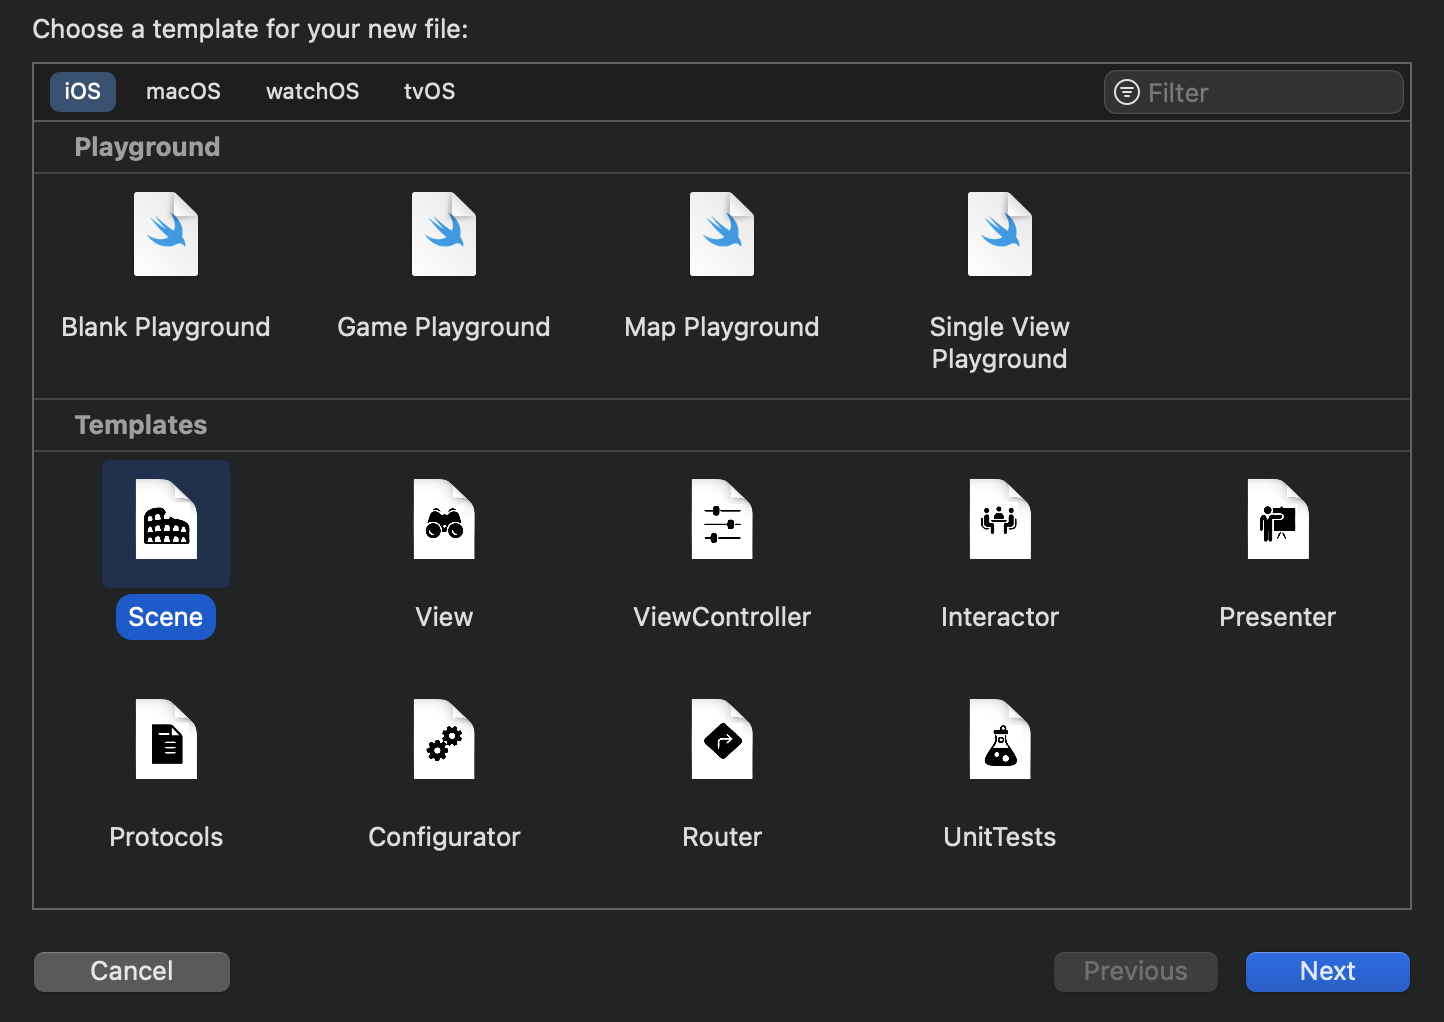 Choose a template for your new file:
iOS macOS watchOS tvOS Filter
Playground
Blank Playground Game Playground Map Playground Single View
Playground
Templates
Scene View ViewController Interactor Presenter
Protocols Configurator Router UnitTests
Cancel Previous Next